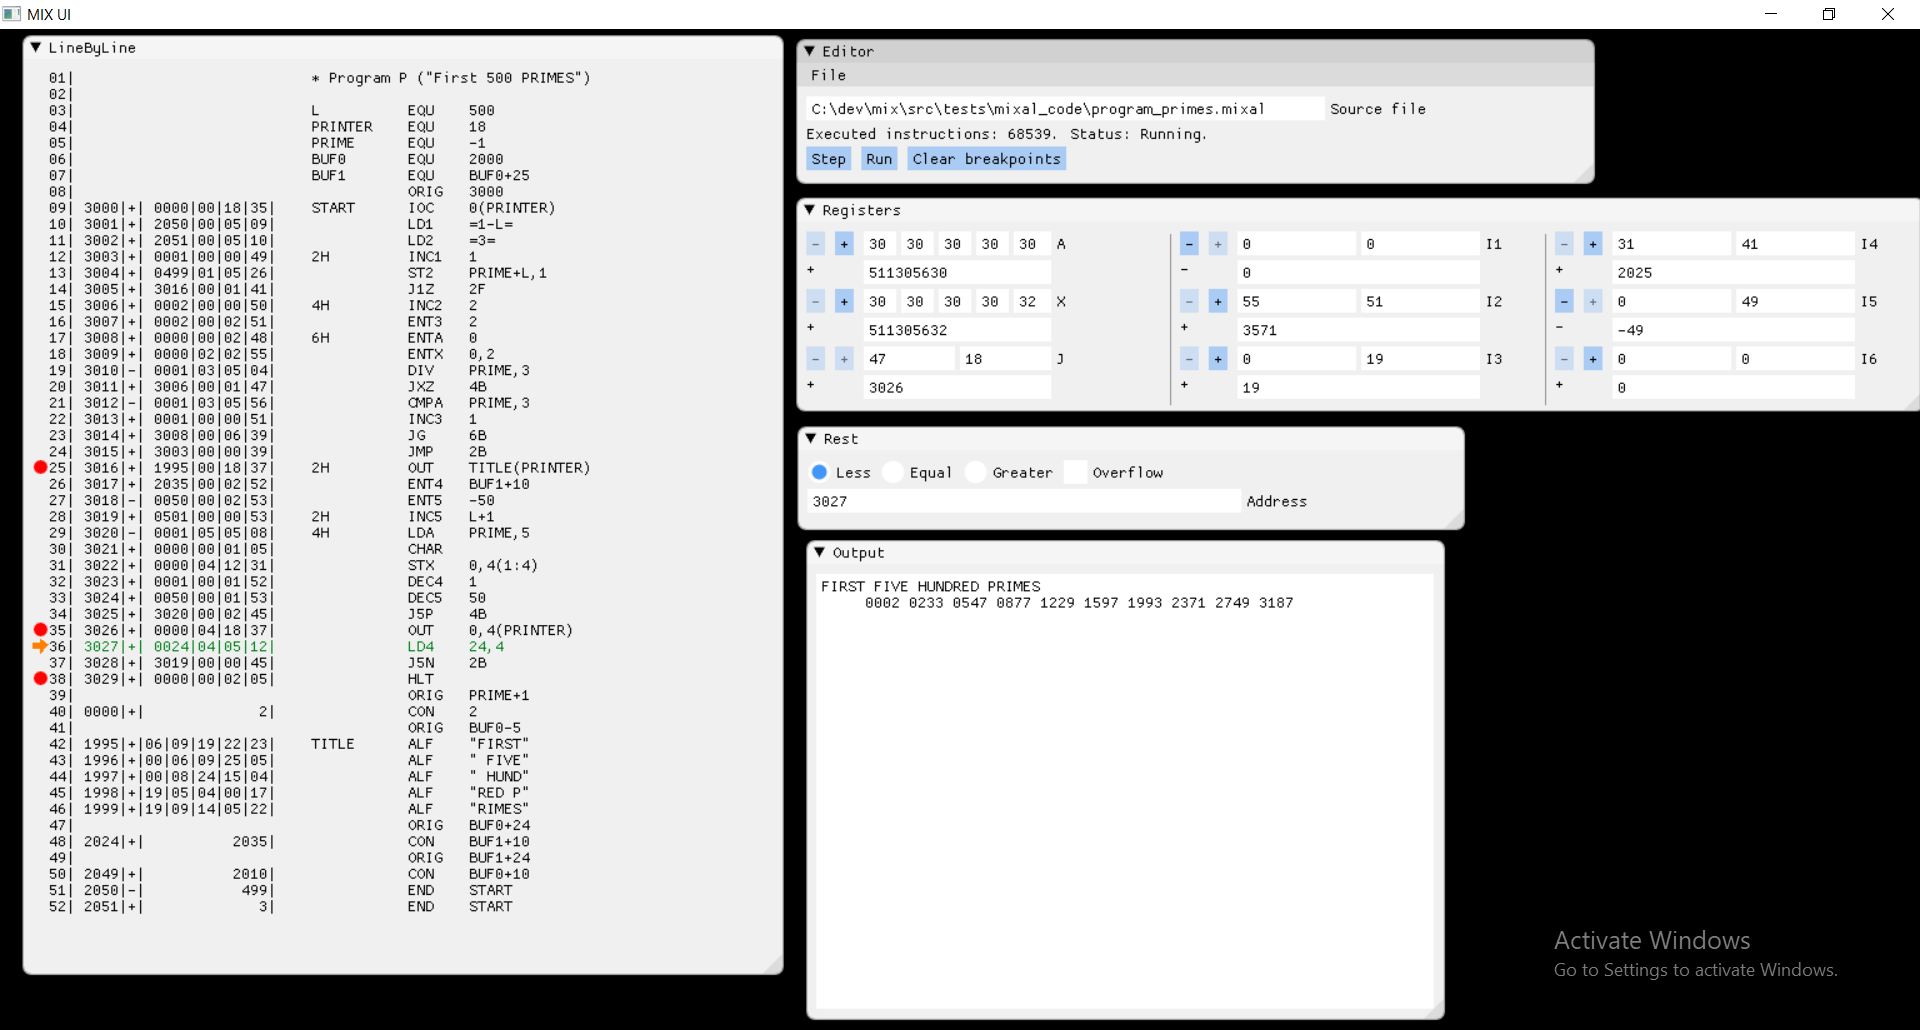 MIX UI
LineByLine
01| * Program P ("First 500 PRIMES")
02|
03| L EQU 500
04| PRINTER EQU 18
05| PRIME EQU -1
06| BUF0 EQU 2000
07| BUF1 EQU BUF0+25
08| ORIG 3000
09| 3000|+| 0000|00|18|35| START IOC 0(PRINTER)
10| 3001|+| 2050|00|05|09| LD1 =1-L=
11| 3002|+| 2051|00|05|10| LD2 =3=
12| 3003|+| 0001|00|00|49| 2H INC1 1
13| 3004|+| 0499|01|05|26| ST2 PRIME+L,1
14| 3005|+| 3016|00|01|41| J1Z 2F
15| 3006|+| 0002|00|00|50| 4H INC2 2
16| 3007|+| 0002|00|02|51| ENT3 2
17| 3008|+| 0000|00|02|48| 6H ENTA 0
18| 3009|+| 0000|02|02|55| ENTX 0,2
19| 3010|-| 0001|03|05|04| DIV PRIME,3
20| 3011|+| 3006|00|01|47| JXZ 4B
21| 3012|-| 0001|03|05|56| CMPA PRIME,3
22| 3013|+| 0001|00|00|51| INC3 1
23| 3014|+| 3008|00|06|39| JG 6B
24| 3015|+| 3003|00|00|39| JMP 2B
25| 3016|+| 1995|00|18|37| 2H OUT TITLE(PRINTER)
26| 3017|+| 2035|00|02|52| ENT4 BUF1+10
27| 3018|-| 0050|00|02|53| ENT5 -50
28| 3019|+| 0501|00|00|53| 2H INC5 L+1
29| 3020|-| 0001|05|05|08| 4H LDA PRIME,5
30| 3021|+| 0000|00|01|05| CHAR
31| 3022|+| 0000|04|12|31| STX 0,4(1:4)
32| 3023|+| 0001|00|01|52| DEC4 1
33| 3024|+| 0050|00|01|53| DEC5 50
34| 3025|+| 3020|00|02|45| J5P 4B
35| 3026|+| 0000|04|18|37| OUT 0,4(PRINTER)
36| 3027|+| 0024|04|05|12| LD4 24,4
37| 3028|+| 3019|00|00|45| J5N 2B
38| 3029|+| 0000|00|02|05| HLT
39| ORIG PRIME+1
40| 0000|+| 2| CON 2
41| ORIG BUF0-5
42| 1995|+|06|09|19|22|23| TITLE ALF "FIRST"
43| 1996|+|00|06|09|25|05| ALF " FIVE"
44| 1997|+|00|08|24|15|04| ALF " HUND"
45| 1998|+|19|05|04|00|17| ALF "RED P"
46| 1999|+|19|09|14|05|22| ALF "RIMES"
47| ORIG BUF0+24
48| 2024|+| 2035| CON BUF1+10
49| ORIG BUF1+24
50| 2049|+| 2010| CON BUF0+10
51| 2050|-| 499| END START
52| 2051|+| 3| END START
Editor
File
C:\dev\mix\src\tests\mixal_code\program_primes.mixal Source file
Executed instructions: 68539. Status: Running.
Step Run Clear breakpoints
Registers
- + 30 30 30 30 30 A - + 0 0 I1 - + 31 41 I4
+ 511305630 - 0 + 2025
- + 30 30 30 30 32 X - + 55 51 I2 - + 0 49 I5
+ 511305632 + 3571 - -49
- + 47 18 J - + 0 19 I3 - + 0 0 I6
+ 3026 + 19 + 0
Rest
Less Equal Greater Overflow
3027 Address
Output
FIRST FIVE HUNDRED PRIMES
0002 0233 0547 0877 1229 1597 1993 2371 2749 3187
Activate Windows
Go to Settings to activate Windows.